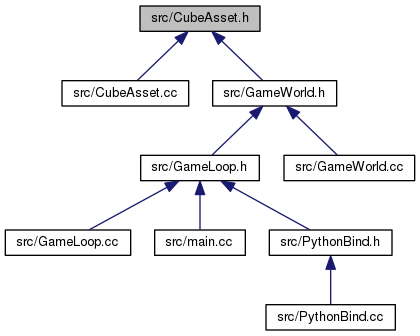 src/CubeAsset.h
src/CubeAsset.cc
src/GameWorld.h
src/GameLoop.h
src/GameWorld.cc
src/GameLoop.cc
src/main.cc
src/PythonBind.h
src/PythonBind.cc